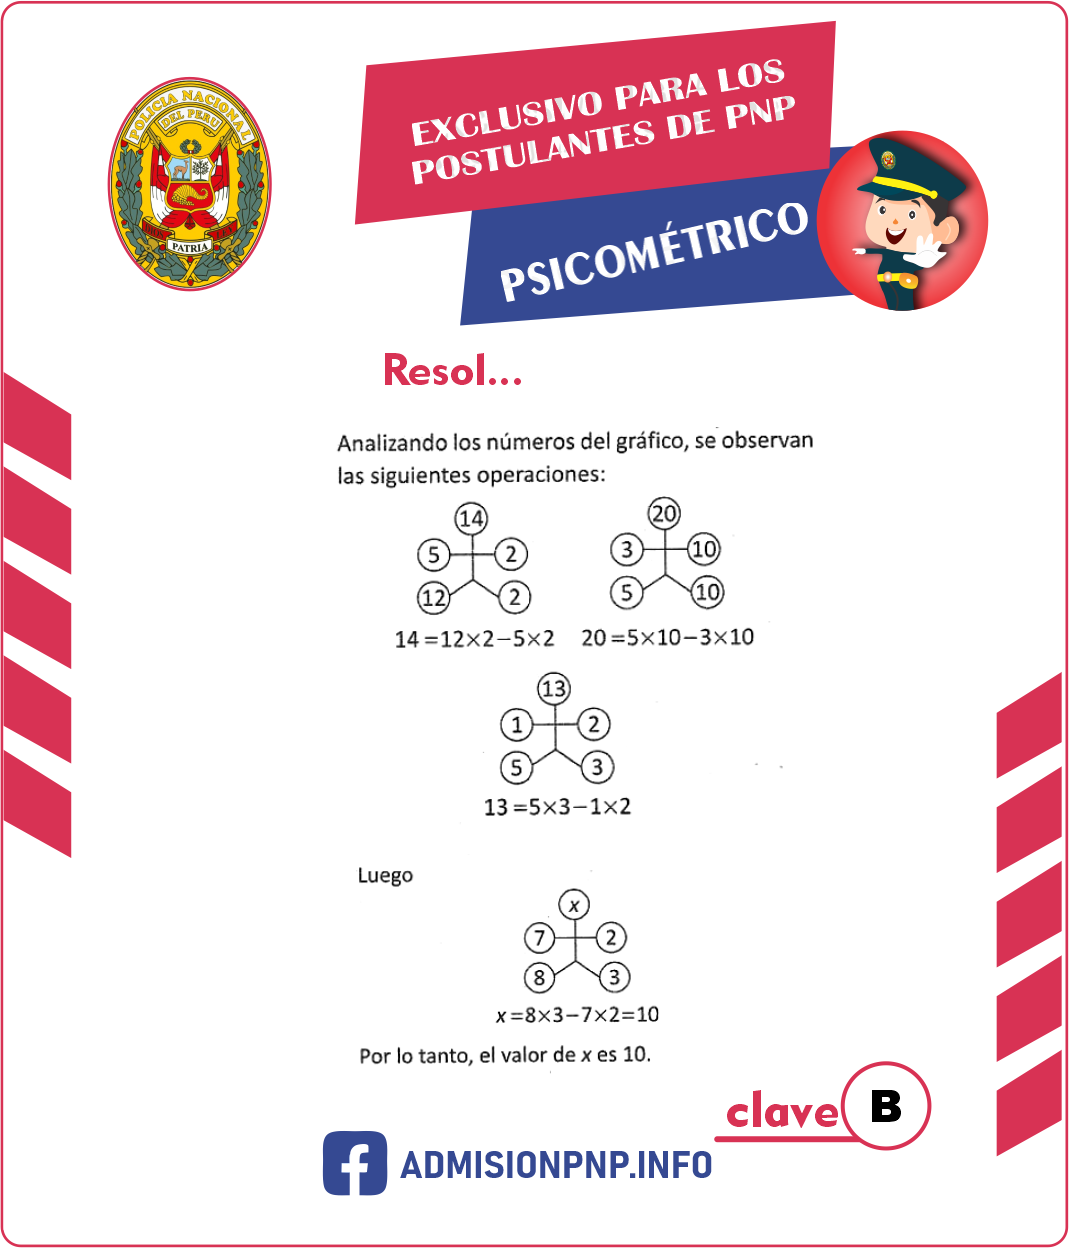 POLICIA NACIONAL
DEL PERU
DIOS
PATRIA
LEY
EXCLUSIVO PARA LOS
POSTULANTES DE PNP
PSICOMÉTRICO
Resol...
Analizando los números del gráfico, se observan
las siguientes operaciones:
14 20
5 2 3 10
12 2 5 10
14=12×2−5×2 20=5×10−3×10
13
1 2
5 3
13=5×3−1×2
Luego
x
7 2
8 3
x=8×3−7×2=10
Por lo tanto, el valor de x es 10.
clave B
ADMISIONPNP.INFO